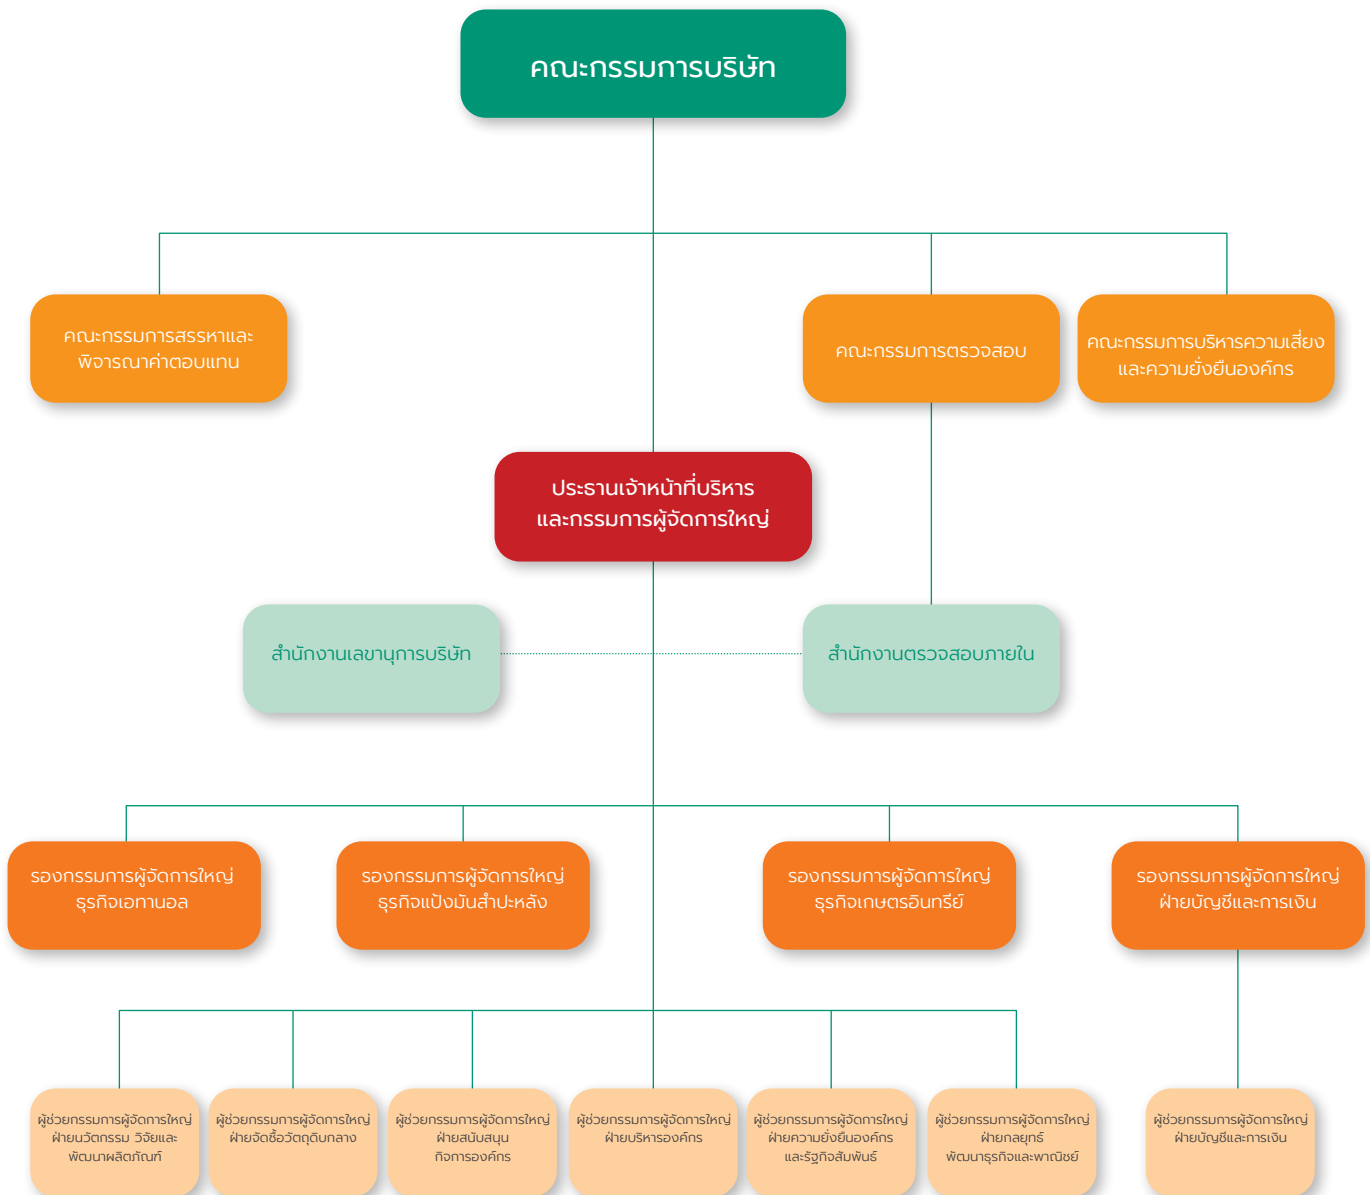 คณะกรรมการบริษัท
คณะกรรมการสรรหาและ
พิจารณาค่าตอบแทน
คณะกรรมการตรวจสอบ
คณะกรรมการบริหารความเสี่ยง
และความยั่งยืนองค์กร
ประธานเจ้าหน้าที่บริหาร
และกรรมการผู้จัดการใหญ่
สำนักงานเลขานุการบริษัท
สำนักงานตรวจสอบภายใน
รองกรรมการผู้จัดการใหญ่
ธุรกิจเอทานอล
รองกรรมการผู้จัดการใหญ่
ธุรกิจแป้งมันสำปะหลัง
รองกรรมการผู้จัดการใหญ่
ธุรกิจเกษตรอินทรีย์
รองกรรมการผู้จัดการใหญ่
ฝ่ายบัญชีและการเงิน
ผู้ช่วยกรรมการผู้จัดการใหญ่
ฝ่ายนวัตกรรม วิจัยและ
พัฒนาผลิตภัณฑ์
ผู้ช่วยกรรมการผู้จัดการใหญ่
ฝ่ายจัดซื้อวัตถุดิบกลาง
ผู้ช่วยกรรมการผู้จัดการใหญ่
ฝ่ายสนับสนุน
กิจการองค์กร
ผู้ช่วยกรรมการผู้จัดการใหญ่
ฝ่ายบริหารองค์กร
ผู้ช่วยกรรมการผู้จัดการใหญ่
ฝ่ายความยั่งยืนองค์กร
และรัฐกิจสัมพันธ์
ผู้ช่วยกรรมการผู้จัดการใหญ่
ฝ่ายกลยุทธ์
พัฒนาธุรกิจและพาณิชย์
ผู้ช่วยกรรมการผู้จัดการใหญ่
ฝ่ายบัญชีและการเงิน